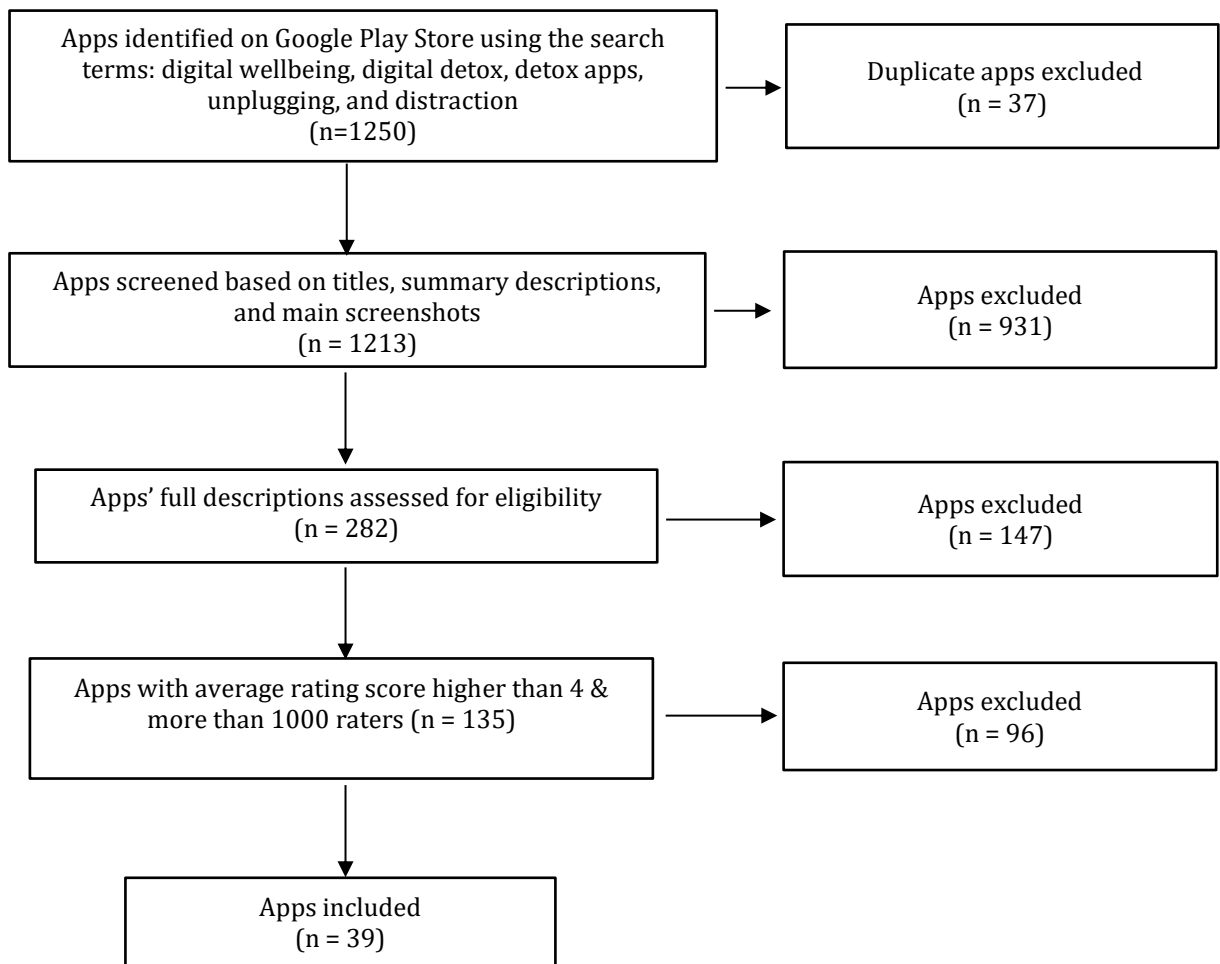 Apps identified on Google Play Store using the search
terms: digital wellbeing, digital detox, detox apps,
unplugging, and distraction
(n=1250)
Duplicate apps excluded
(n = 37)
Apps screened based on titles, summary descriptions,
and main screenshots
(n = 1213)
Apps excluded
(n = 931)
Apps’ full descriptions assessed for eligibility
(n = 282)
Apps excluded
(n = 147)
Apps with average rating score higher than 4 &
more than 1000 raters (n = 135)
Apps excluded
(n = 96)
Apps included
(n = 39)